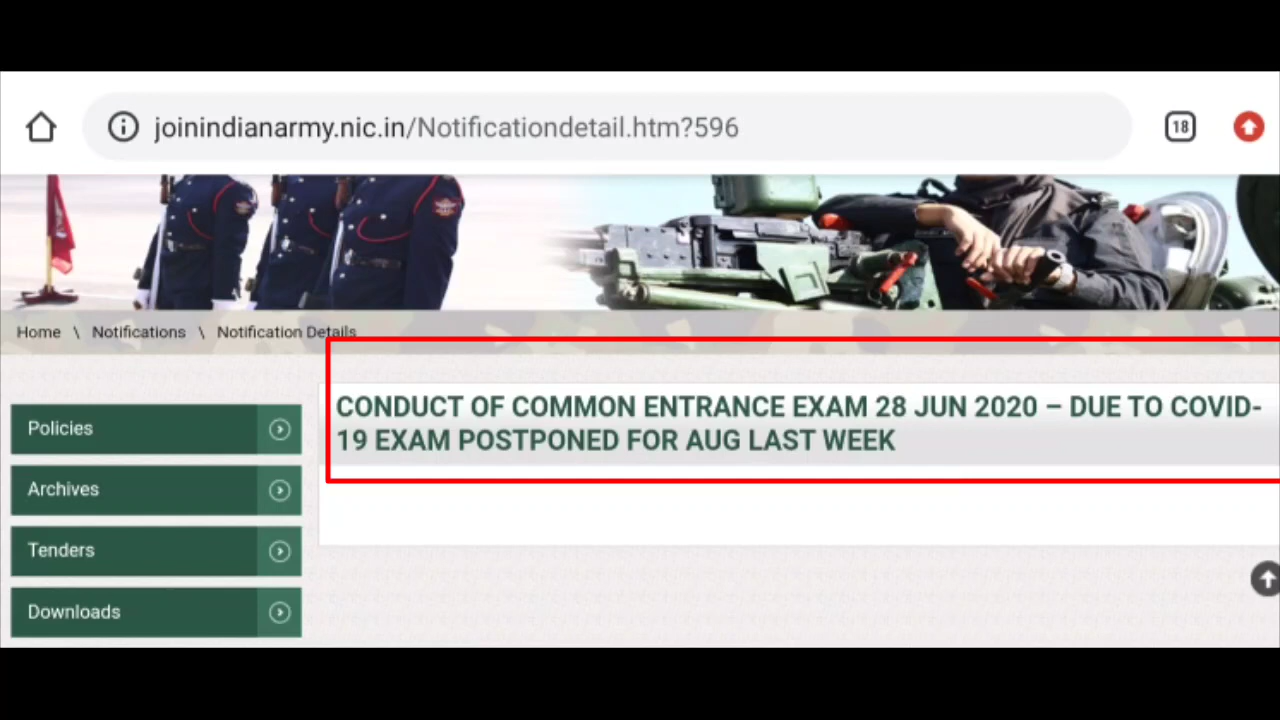 joinindianarmy.nic.in/Notificationdetail.htm?596
18
Home \ Notifications \ Notification Details
CONDUCT OF COMMON ENTRANCE EXAM 28 JUN 2020 – DUE TO COVID-
19 EXAM POSTPONED FOR AUG LAST WEEK
Policies
Archives
Tenders
Downloads